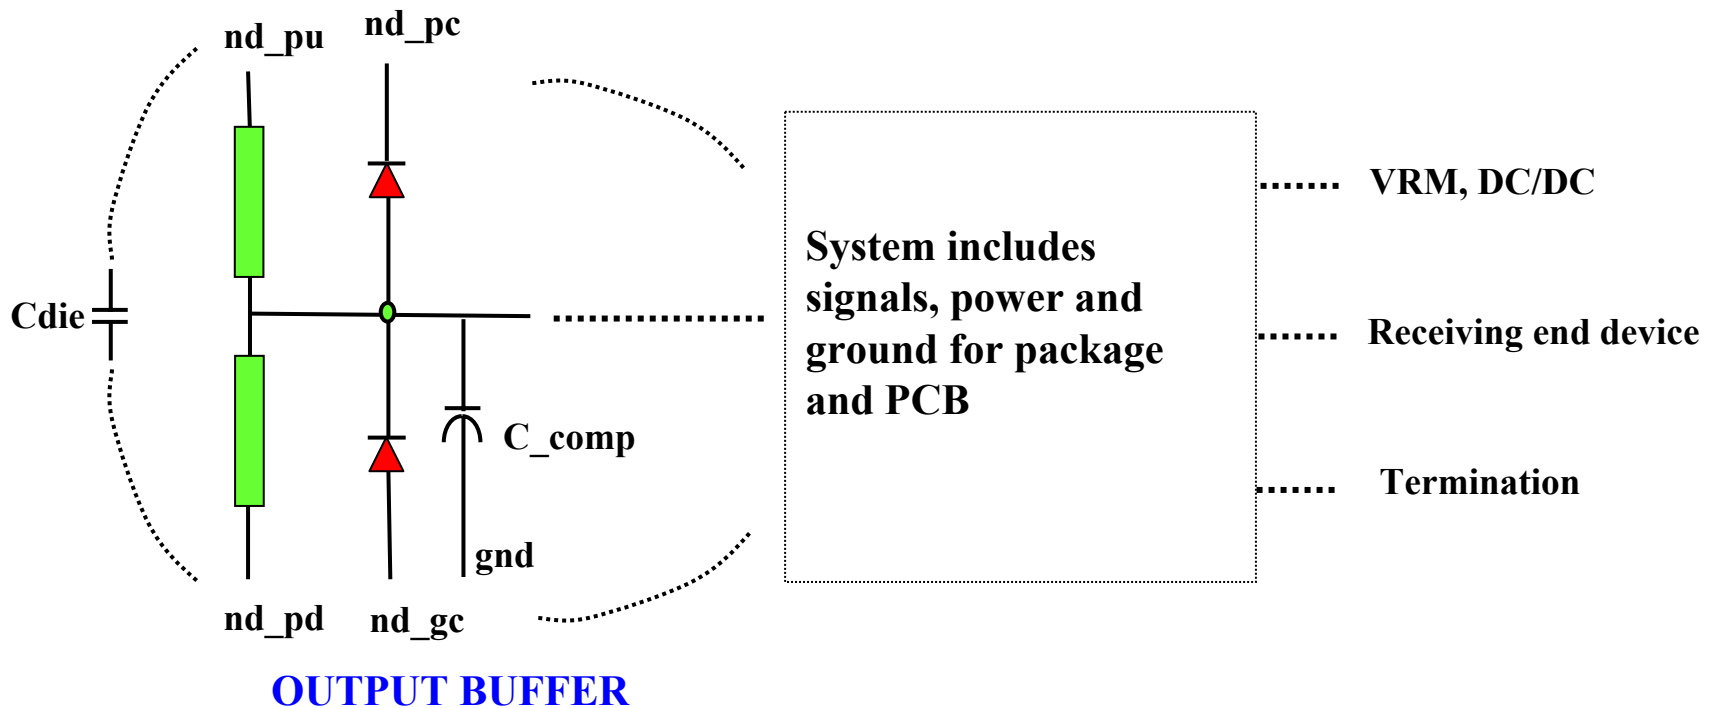 nd_pu
nd_pc
Cdie
C_comp
gnd
nd_pd
nd_gc
OUTPUT BUFFER
System includes
signals, power and
ground for package
and PCB
VRM, DC/DC
Receiving end device
Termination